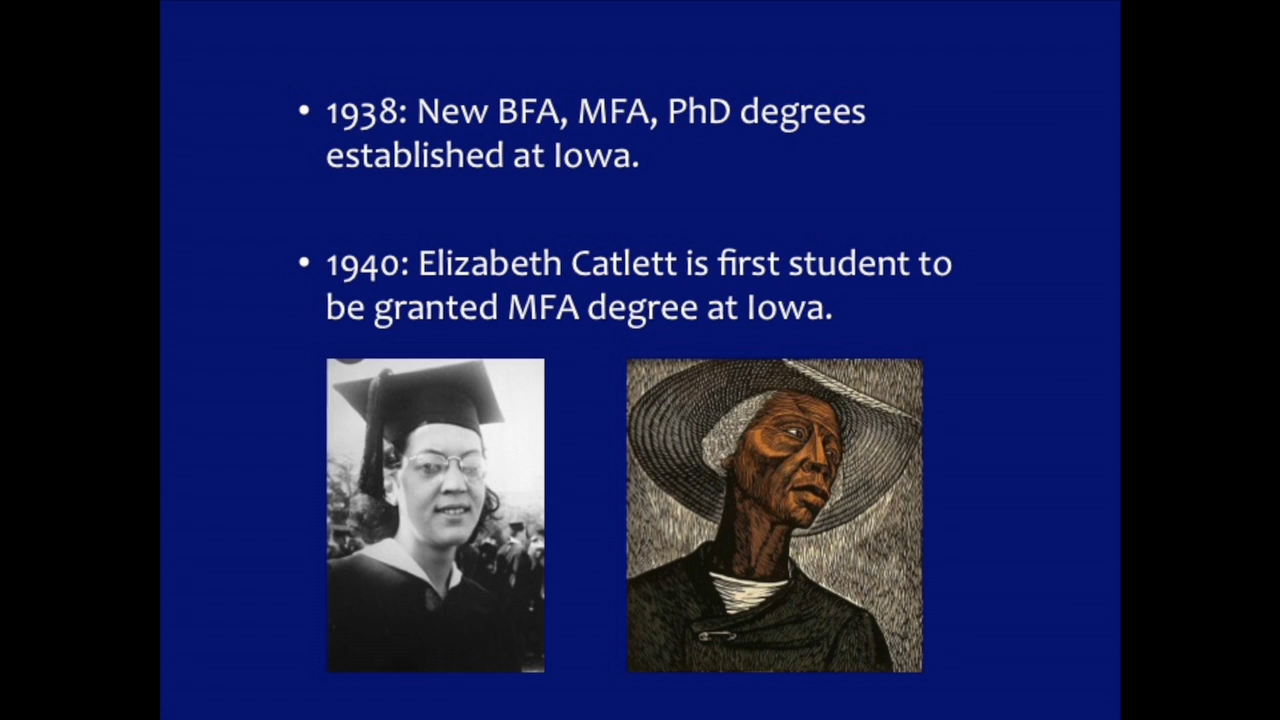 • 1938: New BFA, MFA, PhD degrees
established at Iowa.
• 1940: Elizabeth Catlett is first student to
be granted MFA degree at Iowa.